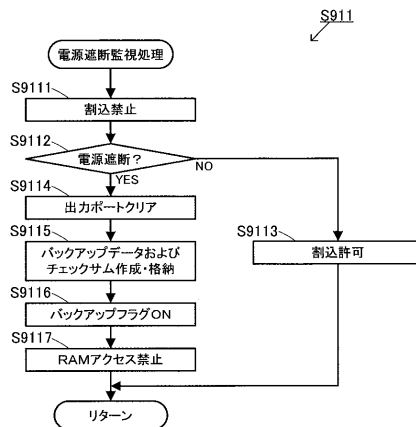 S911
電源遮断監視処理
S9111
割込禁止
S9112
電源遮断?
NO
YES
S9114
出力ポートクリア
S9113
割込許可
S9115
バックアップデータおよび
チェックサム作成・格納
S9116
バックアップフラグON
S9117
RAMアクセス禁止
リターン